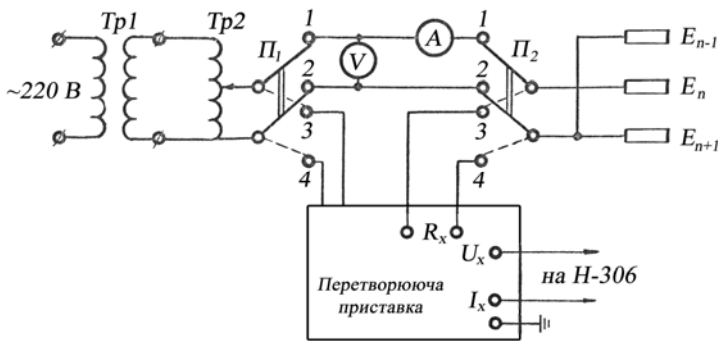 Тр1
Тр2
~220 В
П₁
1
2
3
4
V
A
1
2
3
4
П₂
Eₙ₋₁
Eₙ
Eₙ₊₁
Rₓ
Uₓ
на Н-306
Iₓ
Перетворююча
приставка